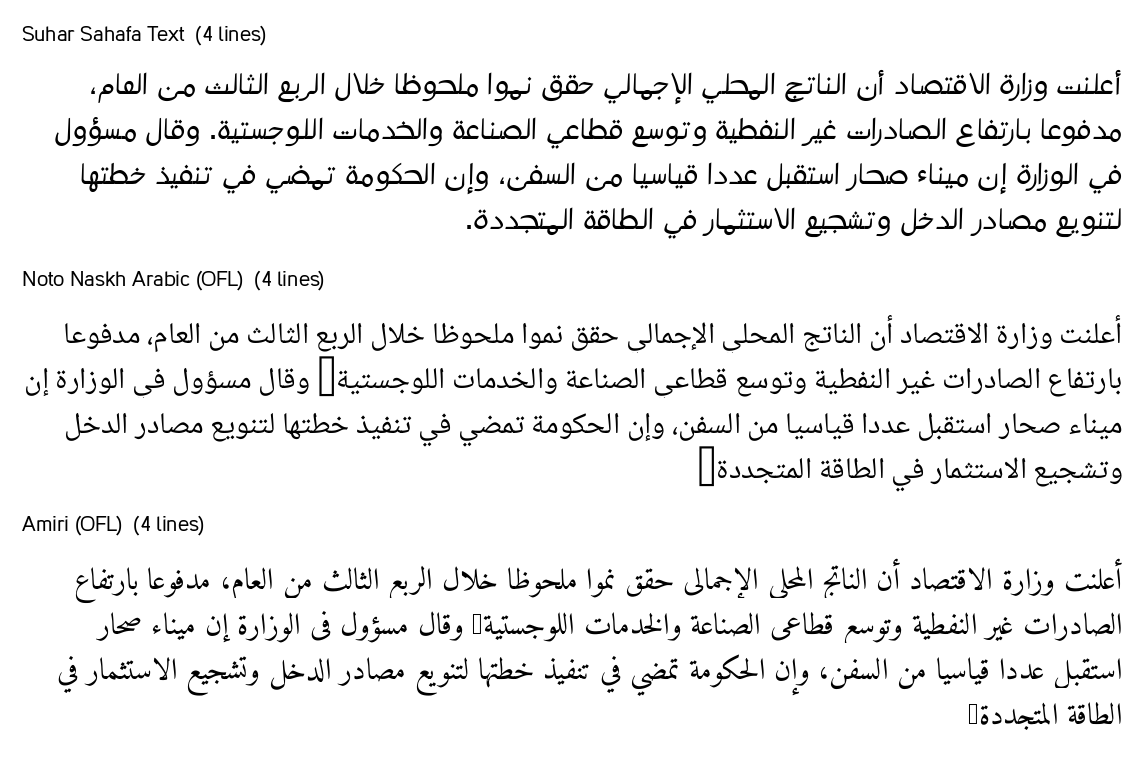 Suhar Sahafa Text (4 lines)
أعلنت وزارة الاقتصاد أن الناتج المحلي الإجمالي حقق نموا ملحوظا خلال الربع الثالث من العام،
مدفوعا بارتفاع الصادرات غير النفطية وتوسع قطاعي الصناعة والخدمات اللوجستية. وقال مسؤول
في الوزارة إن ميناء صحار استقبل عددا قياسيا من السفن، وإن الحكومة تمضي في تنفيذ خطتها
لتنويع مصادر الدخل وتشجيع الاستثمار في الطاقة المتجددة.
Noto Naskh Arabic (OFL) (4 lines)
أعلنت وزارة الاقتصاد أن الناتج المحلى الإجمالى حقق نموا ملحوظا خلال الربع الثالث من العام، مدفوعا
بارتفاع الصادرات غير النفطية وتوسع قطاعى الصناعة والخدمات اللوجستية▯ وقال مسؤول فى الوزارة إن
ميناء صحار استقبل عددا قياسيا من السفن، وإن الحكومة تمضي في تنفيذ خطتها لتنويع مصادر الدخل
وتشجيع الاستثمار في الطاقة المتجددة▯
Amiri (OFL) (4 lines)
أعلنت وزارة الاقتصاد أن الناتج المحلى الإجمالى حقق نموا ملحوظا خلال الربع الثالث من العام، مدفوعا بارتفاع
الصادرات غير النفطية وتوسع قطاعى الصناعة والخدمات اللوجستية▯ وقال مسؤول فى الوزارة إن ميناء صحار
استقبل عددا قياسيا من السفن، وإن الحكومة تمضي في تنفيذ خطتها لتنويع مصادر الدخل وتشجيع الاستثمار في
الطاقة المتجددة▯